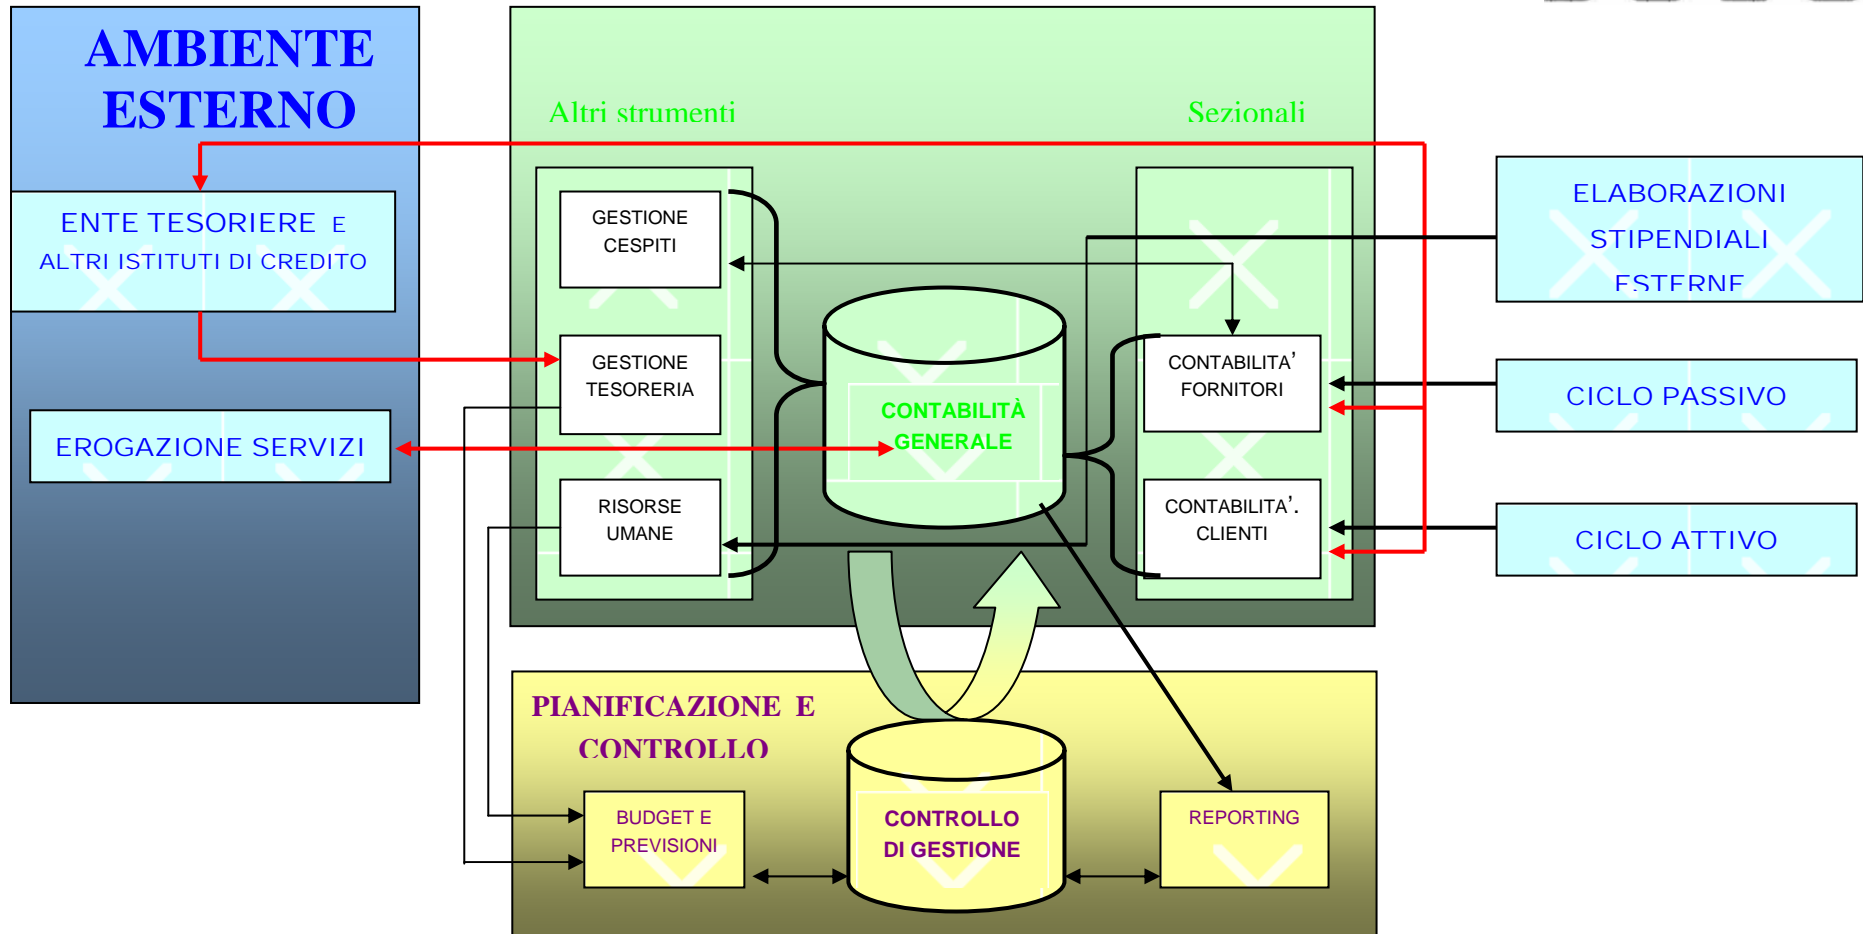 AMBIENTE
ESTERNO
ENTE TESORIERE E
ALTRI ISTITUTI DI CREDITO
EROGAZIONE SERVIZI
Altri strumenti
Sezionali
GESTIONE
CESPITI
GESTIONE
TESORERIA
RISORSE
UMANE
CONTABILITÀ
GENERALE
CONTABILITA’
FORNITORI
CONTABILITA’.
CLIENTI
ELABORAZIONI
STIPENDIALI
ESTERNE
CICLO PASSIVO
CICLO ATTIVO
PIANIFICAZIONE E
CONTROLLO
BUDGET E
PREVISIONI
CONTROLLO
DI GESTIONE
REPORTING